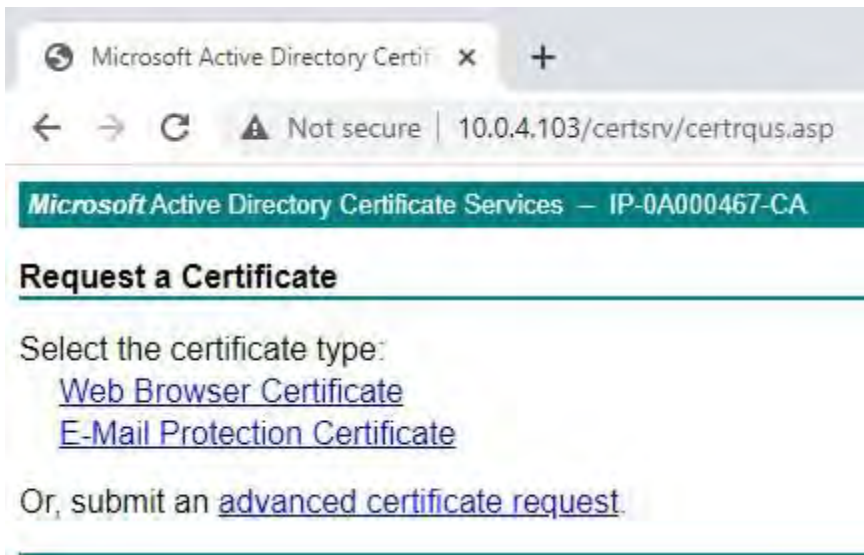 Microsoft Active Directory Certif
Not secure | 10.0.4.103/certsrv/certrqus.asp
Microsoft Active Directory Certificate Services – IP-0A000467-CA
Request a Certificate
Select the certificate type:
Web Browser Certificate
E-Mail Protection Certificate
Or, submit an advanced certificate request.